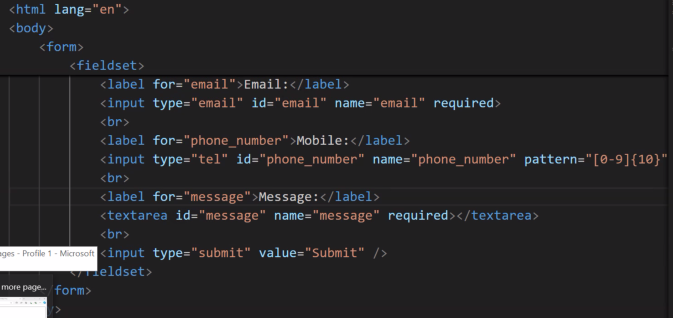 <html lang="en">
<body>
<form>
<fieldset>
<label for="email">Email:</label>
<input type="email" id="email" name="email" required>
<br>
<label for="phone_number">Mobile:</label>
<input type="tel" id="phone_number" name="phone_number" pattern="[0-9]{10}"
<br>
<label for="message">Message:</label>
<textarea id="message" name="message" required></textarea>
<br>
ages - Profile 1 - Microsoft
<input type="submit" value="Submit" />
</fieldset>
more page...
form>
>